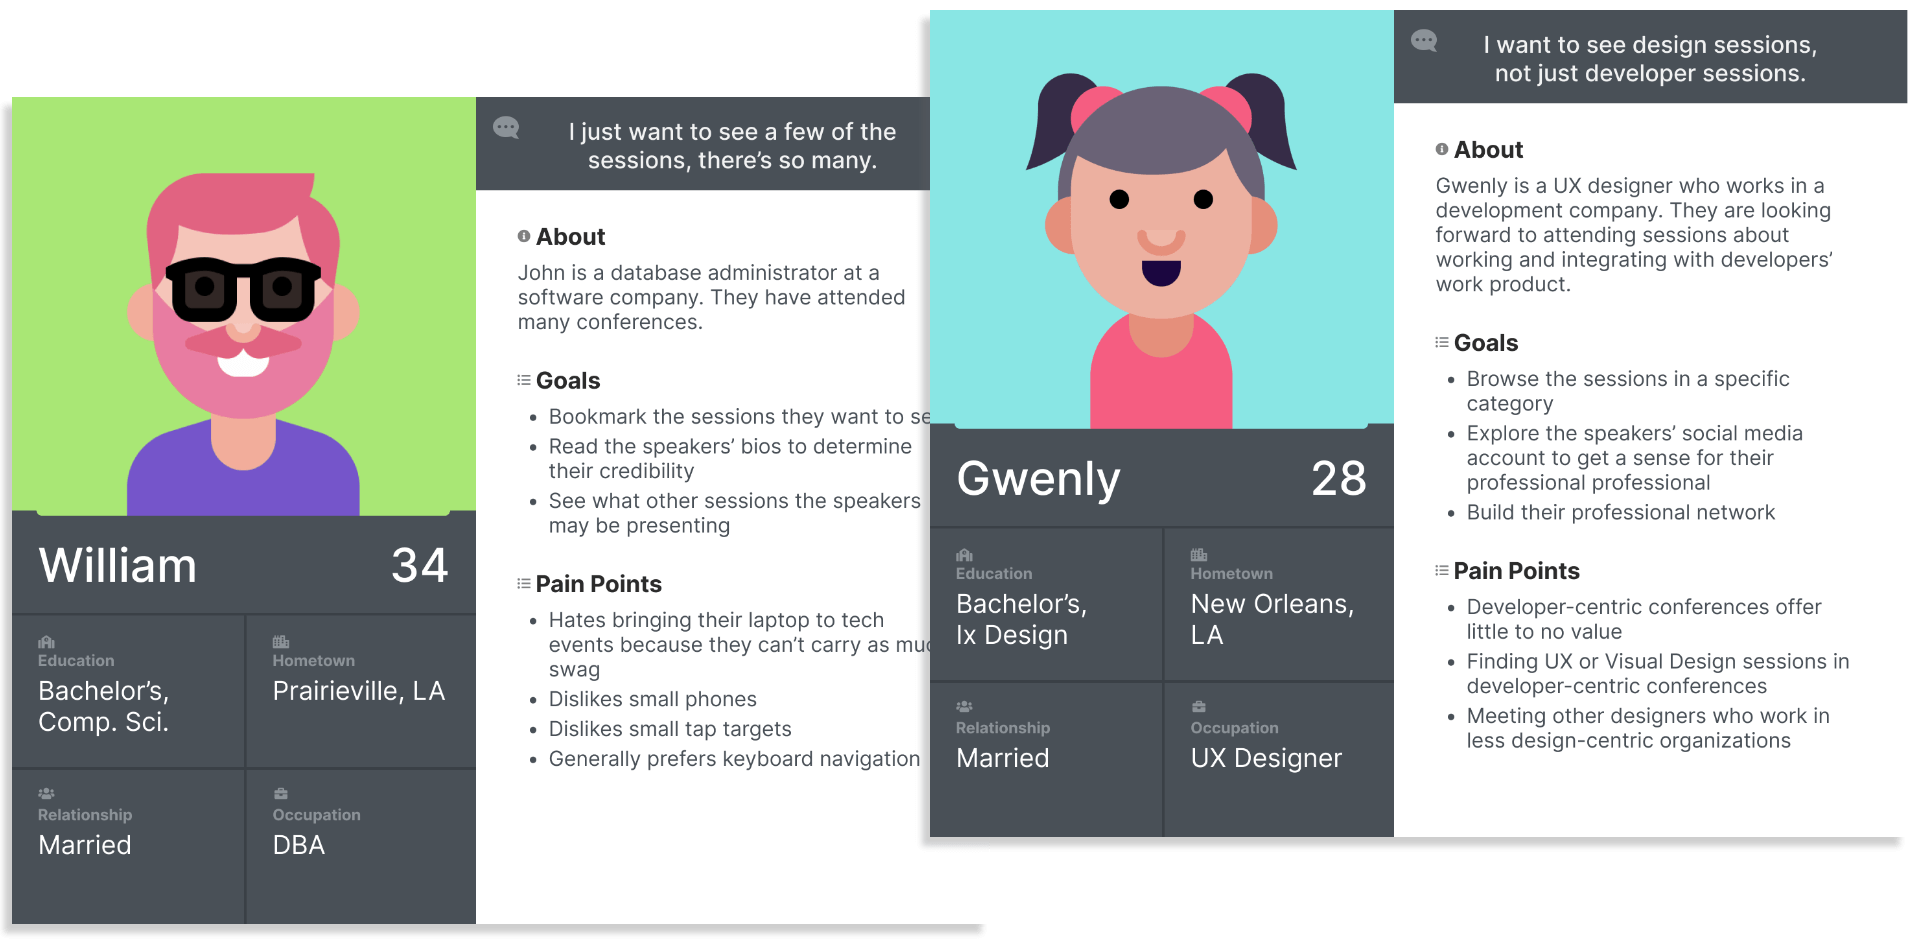 I just want to see a few of the
sessions, there’s so many.
About
John is a database administrator at a
software company. They have attended
many conferences.
Goals
Bookmark the sessions they want to
Read the speakers’ bios to determine
their credibility
See what other sessions the speakers
may be presenting
Pain Points
Hates bringing their laptop to tech
events because they can’t carry as
swag
Dislikes small phones
Dislikes small tap targets
Generally prefers keyboard navigation
William
34
Education
Bachelor’s,
Comp. Sci.
Hometown
Prairieville, LA
Relationship
Married
Occupation
DBA
I want to see design sessions,
not just developer sessions.
About
Gwenly is a UX designer who works in a
development company. They are looking
forward to attending sessions about
working and integrating with developers’
work product.
Goals
Browse the sessions in a specific
category
Explore the speakers’ social media
account to get a sense for their
professional professional
Build their professional network
Pain Points
Developer-centric conferences offer
little to no value
Finding UX or Visual Design sessions in
developer-centric conferences
Meeting other designers who work in
less design-centric organizations
Gwenly
28
Education
Bachelor’s,
Ix Design
Hometown
New Orleans,
LA
Relationship
Married
Occupation
UX Designer